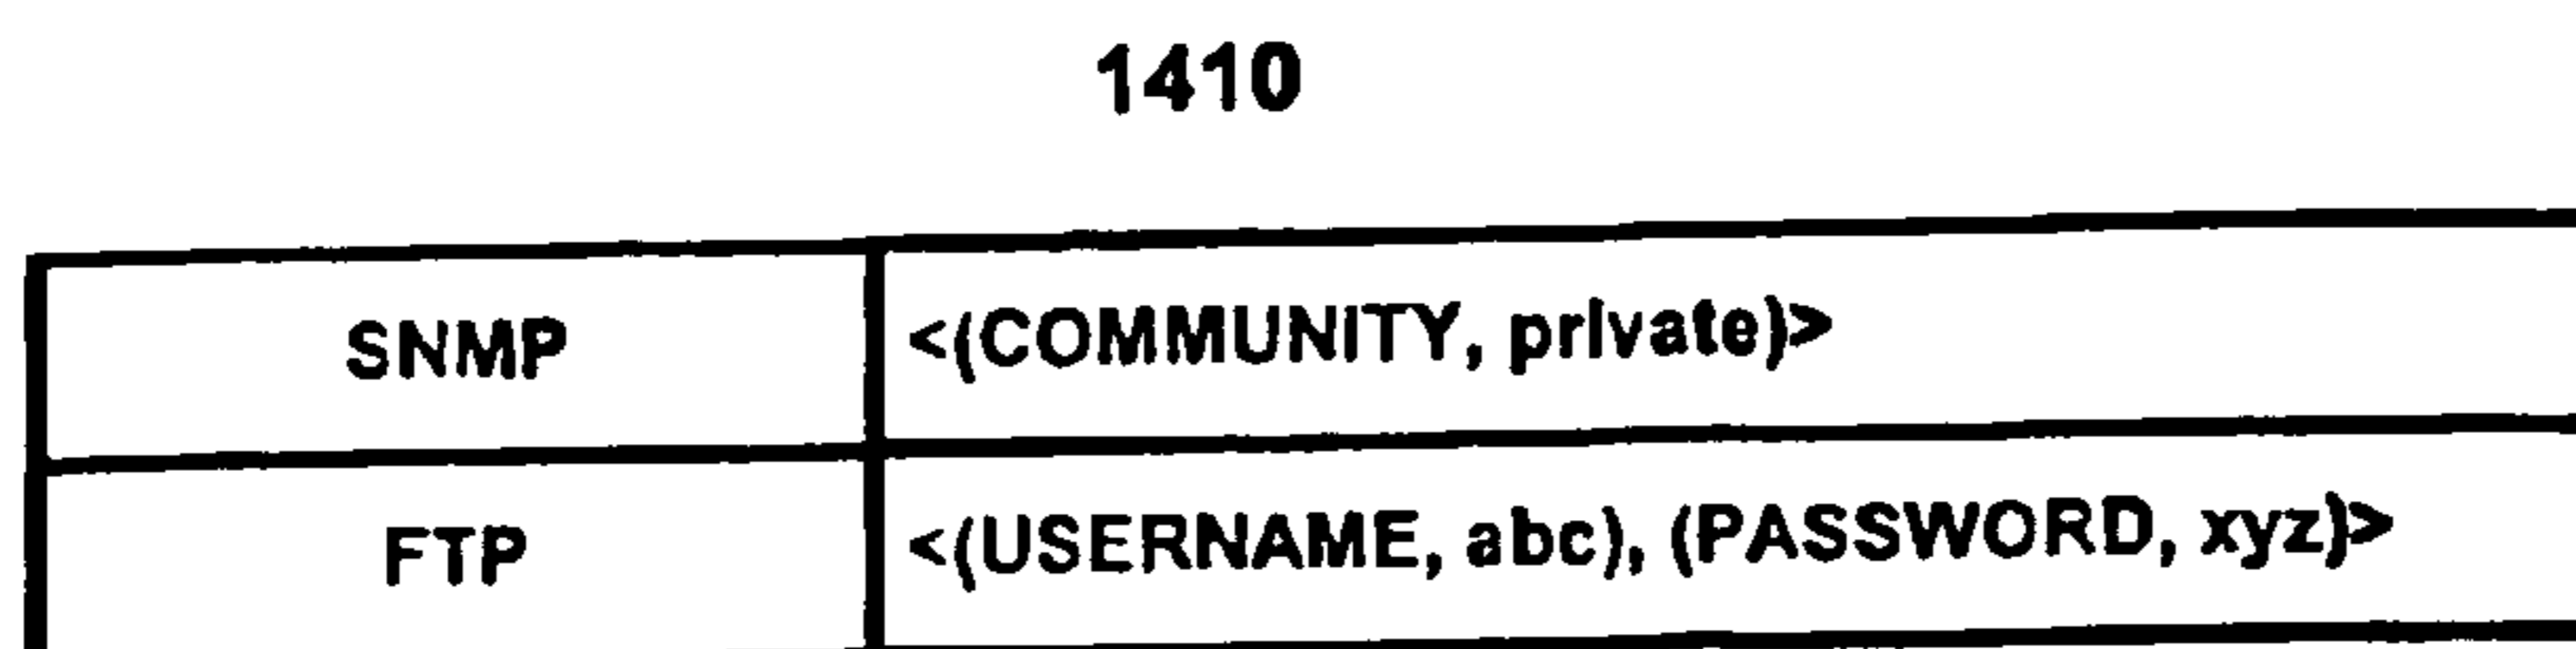 1410
SNMP <(COMMUNITY, private)>
FTP <(USERNAME, abc), (PASSWORD, xyz)>